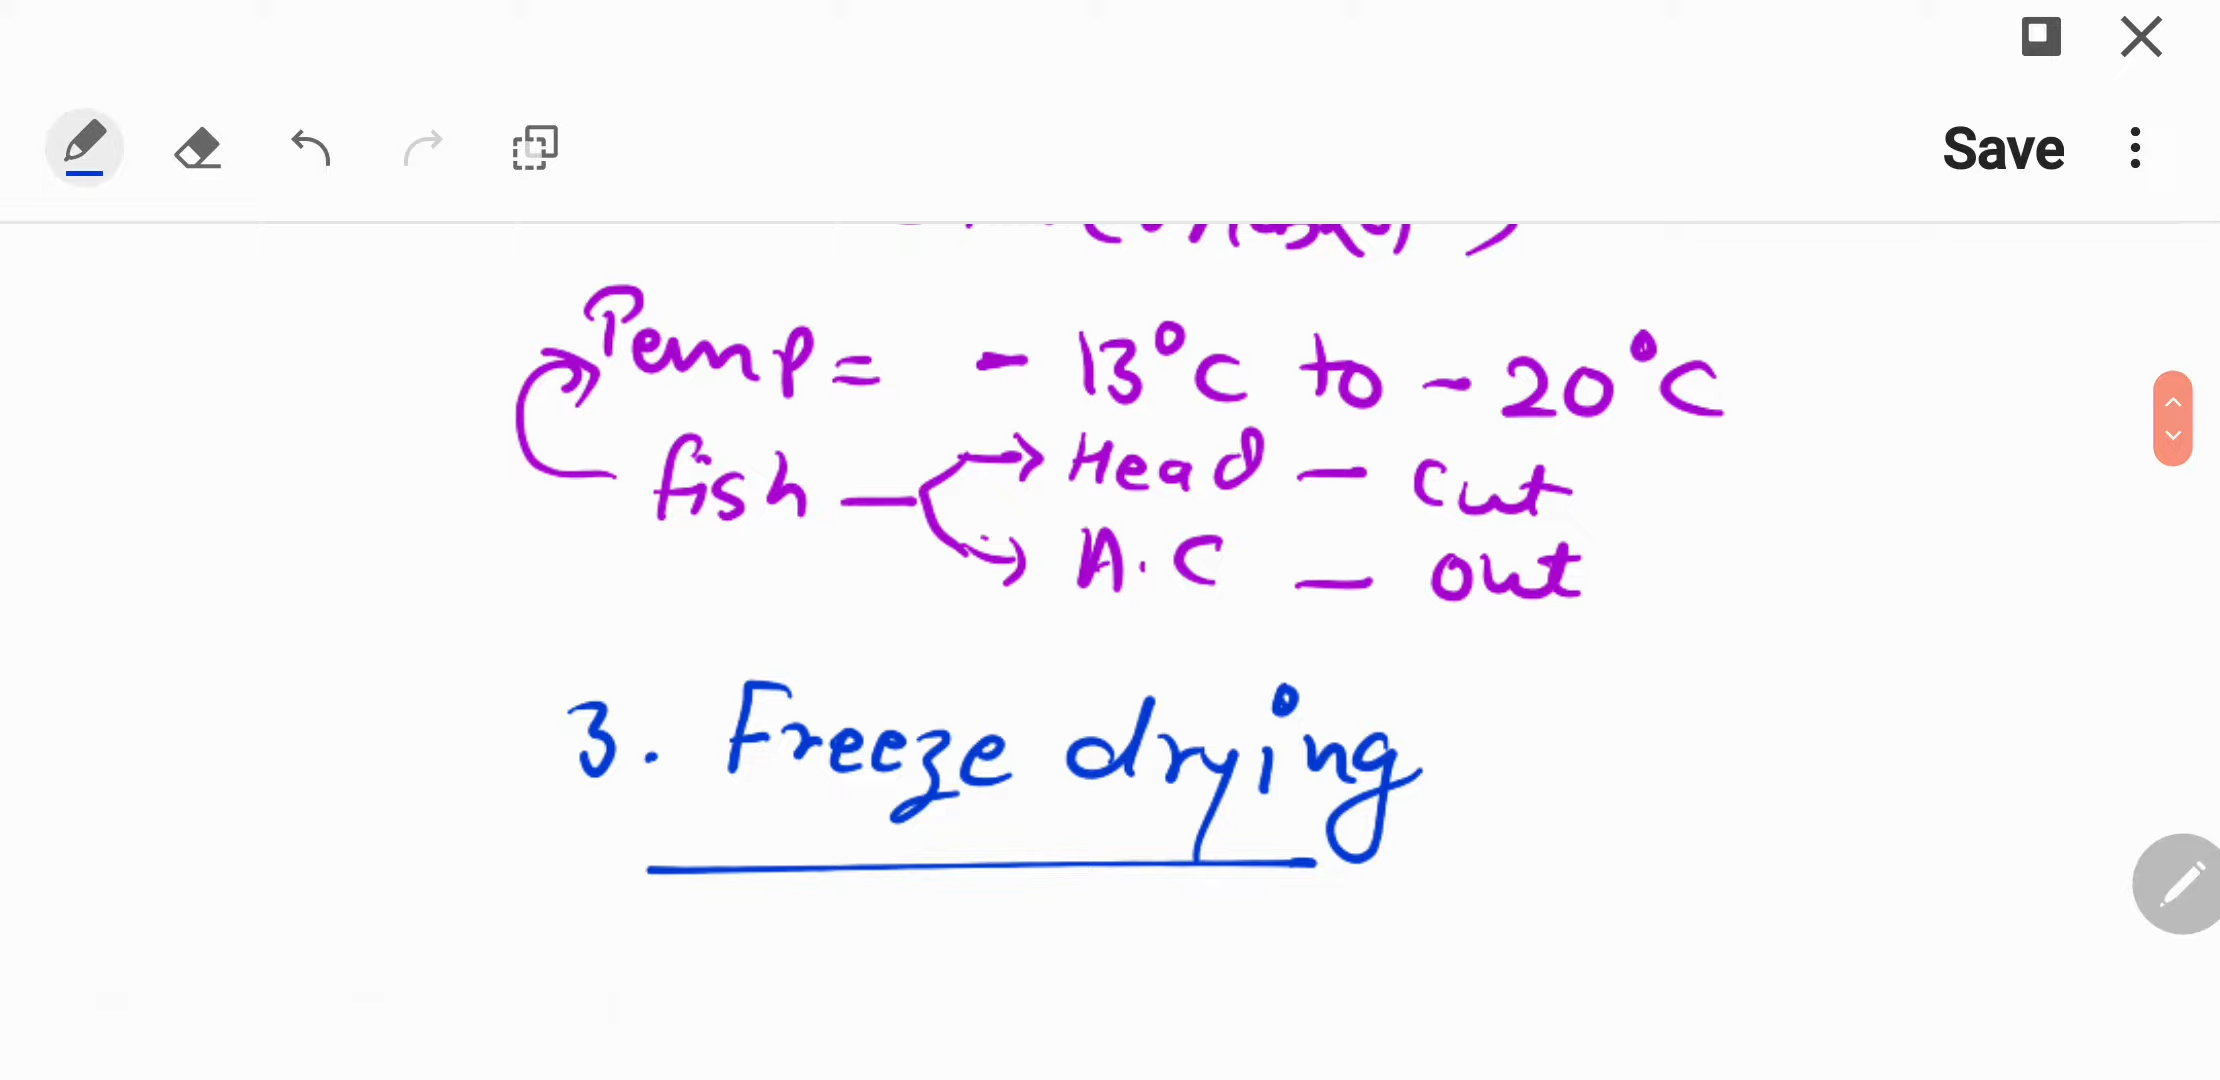 Save
Temp = - 13°C to - 20°C
fish — → Head — cut
→ A.C — out
3. Freeze drying